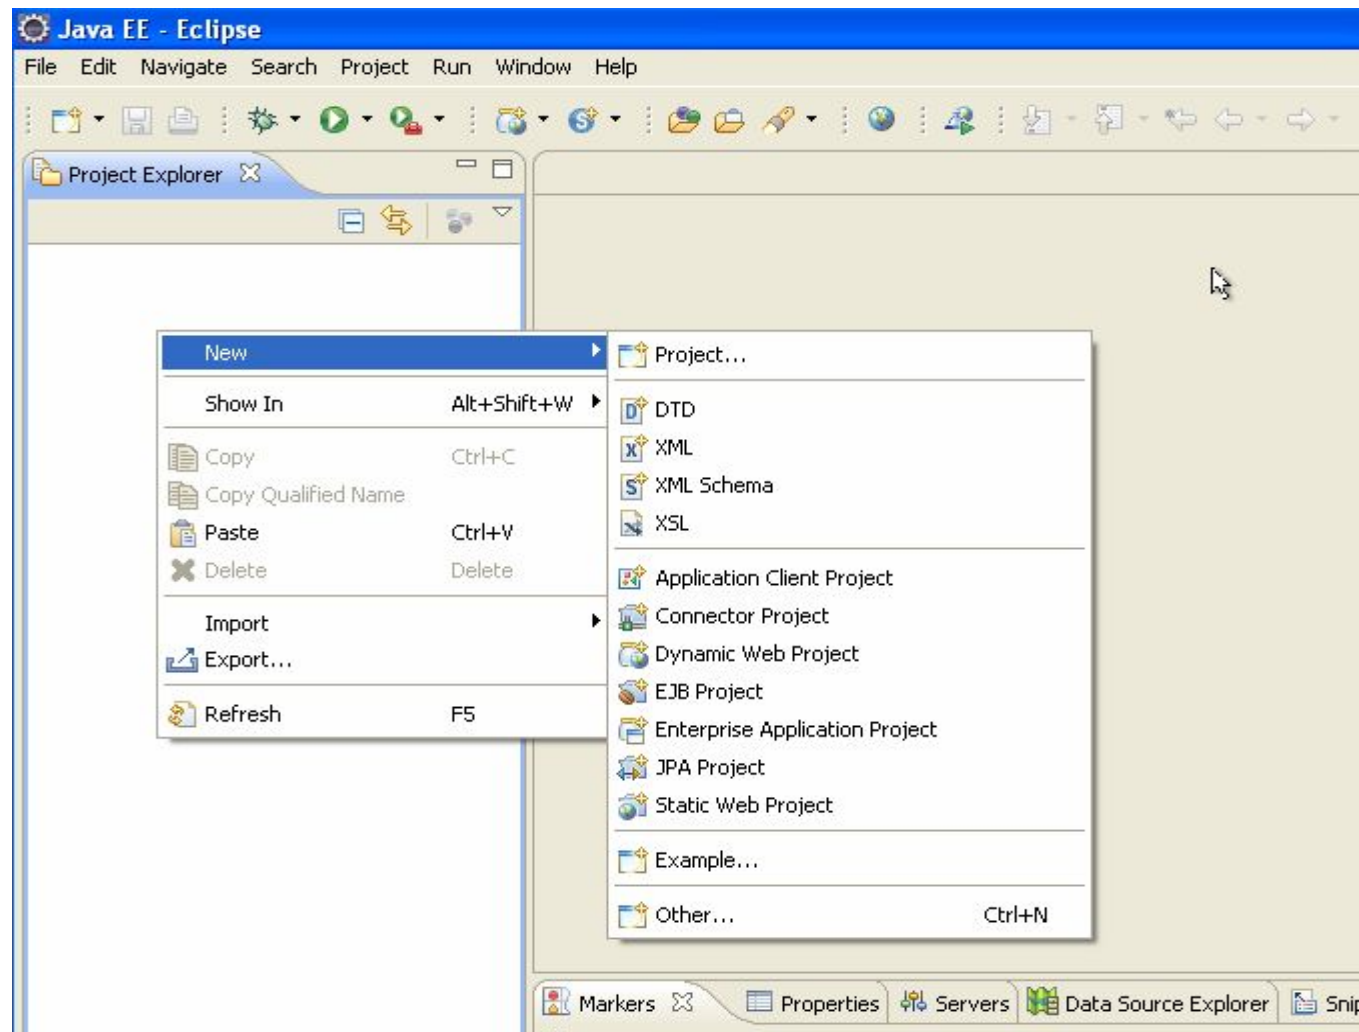 Java EE - Eclipse
File Edit Navigate Search Project Run Window Help
Project Explorer
New
Show In Alt+Shift+W
Copy Ctrl+C
Copy Qualified Name
Paste Ctrl+V
Delete Delete
Import
Export...
Refresh F5
Project...
DTD
XML
XML Schema
XSL
Application Client Project
Connector Project
Dynamic Web Project
EJB Project
Enterprise Application Project
JPA Project
Static Web Project
Example...
Other... Ctrl+N
Markers Properties Servers Data Source Explorer